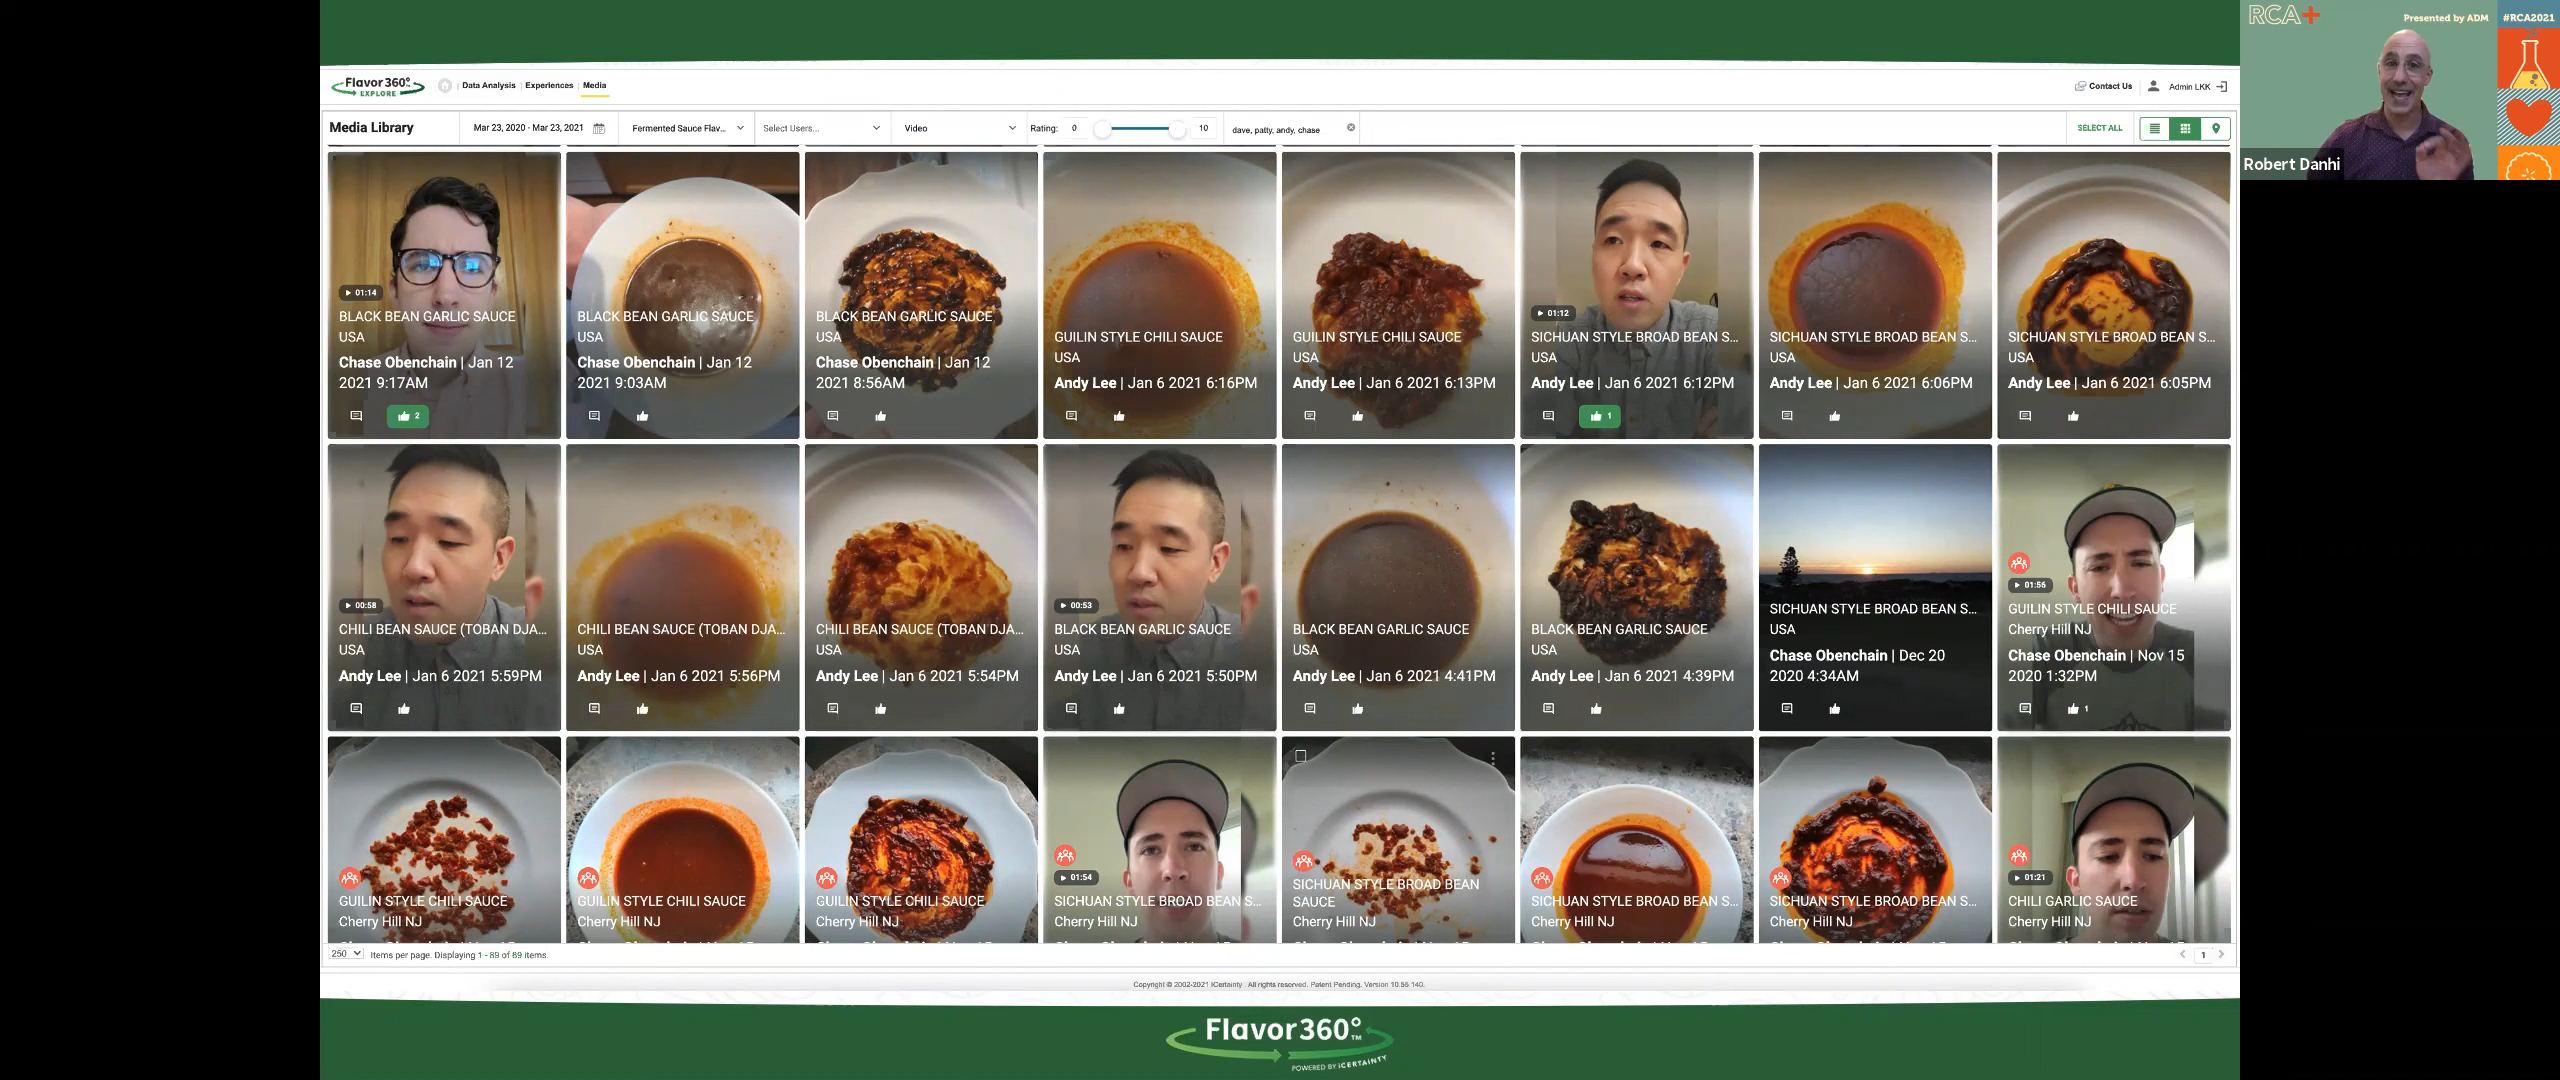 Flavor360°
EXPLORE
Data Analysis
Experiences
Media
Contact Us
Admin LKK
RCA+
Presented by ADM
#RCA2021
Robert Danhi
Media Library
Mar 23, 2020 - Mar 23, 2021
Fermented Sauce Flav...
Select Users...
Video
Rating: 0
10
dave, patty, andy, chase
SELECT ALL
01:14
BLACK BEAN GARLIC SAUCE
USA
Chase Obenchain | Jan 12
2021 9:17AM
2
BLACK BEAN GARLIC SAUCE
USA
Chase Obenchain | Jan 12
2021 9:03AM
BLACK BEAN GARLIC SAUCE
USA
Chase Obenchain | Jan 12
2021 8:56AM
GUILIN STYLE CHILI SAUCE
USA
Andy Lee | Jan 6 2021 6:16PM
GUILIN STYLE CHILI SAUCE
USA
Andy Lee | Jan 6 2021 6:13PM
01:12
SICHUAN STYLE BROAD BEAN S...
USA
Andy Lee | Jan 6 2021 6:12PM
1
SICHUAN STYLE BROAD BEAN S...
USA
Andy Lee | Jan 6 2021 6:06PM
SICHUAN STYLE BROAD BEAN S...
USA
Andy Lee | Jan 6 2021 6:05PM
00:58
CHILI BEAN SAUCE (TOBAN DJA...
USA
Andy Lee | Jan 6 2021 5:59PM
CHILI BEAN SAUCE (TOBAN DJA...
USA
Andy Lee | Jan 6 2021 5:56PM
CHILI BEAN SAUCE (TOBAN DJA...
USA
Andy Lee | Jan 6 2021 5:54PM
00:53
BLACK BEAN GARLIC SAUCE
USA
Andy Lee | Jan 6 2021 5:50PM
BLACK BEAN GARLIC SAUCE
USA
Andy Lee | Jan 6 2021 4:41PM
BLACK BEAN GARLIC SAUCE
USA
Andy Lee | Jan 6 2021 4:39PM
SICHUAN STYLE BROAD BEAN S...
USA
Chase Obenchain | Dec 20
2020 4:34AM
01:56
GUILIN STYLE CHILI SAUCE
Cherry Hill NJ
Chase Obenchain | Nov 15
2020 1:32PM
1
GUILIN STYLE CHILI SAUCE
Cherry Hill NJ
GUILIN STYLE CHILI SAUCE
Cherry Hill NJ
GUILIN STYLE CHILI SAUCE
Cherry Hill NJ
01:54
SICHUAN STYLE BROAD BEAN S...
Cherry Hill NJ
SICHUAN STYLE BROAD BEAN
SAUCE
Cherry Hill NJ
SICHUAN STYLE BROAD BEAN S...
Cherry Hill NJ
SICHUAN STYLE BROAD BEAN S...
Cherry Hill NJ
01:21
CHILI GARLIC SAUCE
Cherry Hill NJ
250
Items per page. Displaying 1 - 89 of 89 items.
1
Copyright © 2002-2021 iCertainty . All rights reserved. Patent Pending. Version 10.55.140.
Flavor360°™
POWERED BY iCERTAINTY